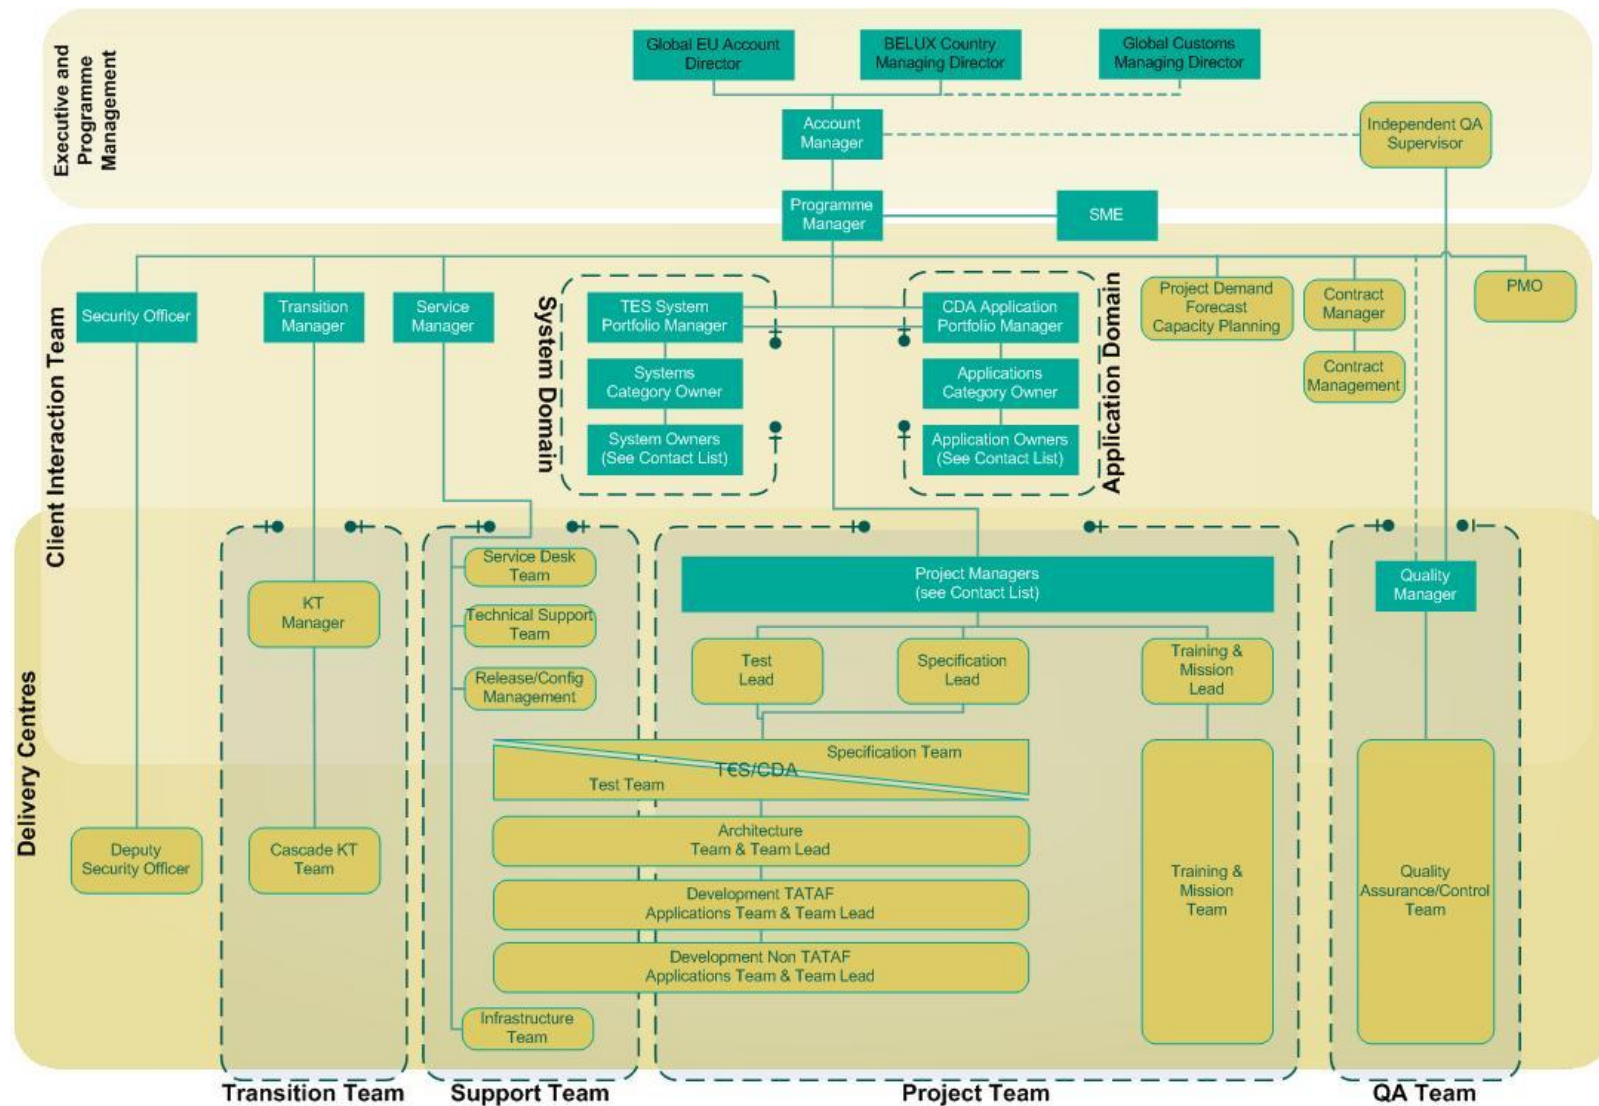 Executive and
Programme
Management
Global EU Account
Director
BELUX Country
Managing Director
Global Customs
Managing Director
Account
Manager
Independent QA
Supervisor
Programme
Manager
SME
Client Interaction Team
Security Officer
Transition
Manager
Service
Manager
System Domain
TES System
Portfolio Manager
Systems
Category Owner
System Owners
(See Contact List)
CDA Application
Portfolio Manager
Applications
Category Owner
Application Owners
(See Contact List)
Application Domain
Project Demand
Forecast
Capacity Planning
Contract
Manager
Contract
Management
PMO
Delivery Centres
KT
Manager
Service Desk
Team
Technical Support
Team
Release/Config
Management
Project Managers
(see Contact List)
Quality
Manager
Test
Lead
Specification
Lead
Training &
Mission
Lead
Specification Team
T€S/CDA
Test Team
Architecture
Team & Team Lead
Development TATAF
Applications Team & Team Lead
Development Non TATAF
Applications Team & Team Lead
Infrastructure
Team
Deputy
Security Officer
Cascade KT
Team
Training &
Mission
Team
Quality
Assurance/Control
Team
Transition Team
Support Team
Project Team
QA Team